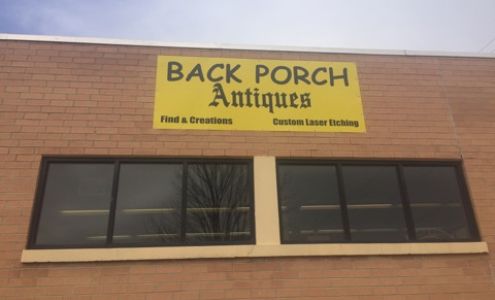 BACK PORCH
Antiques
Find & Creations Custom Laser Etching